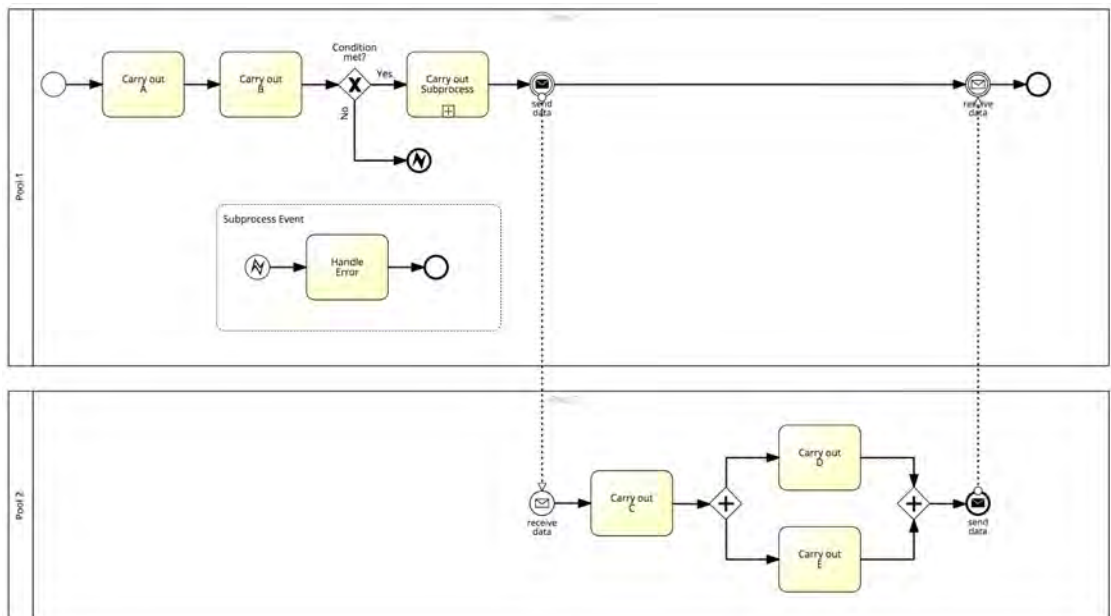 Pool 1
Carry out
A
Carry out
B
Condition
met?
Yes
No
Carry out
Subprocess
send
data
receive
data
Subprocess Event
Handle
Error
Pool 2
receive
data
Carry out
C
Carry out
D
Carry out
E
send
data